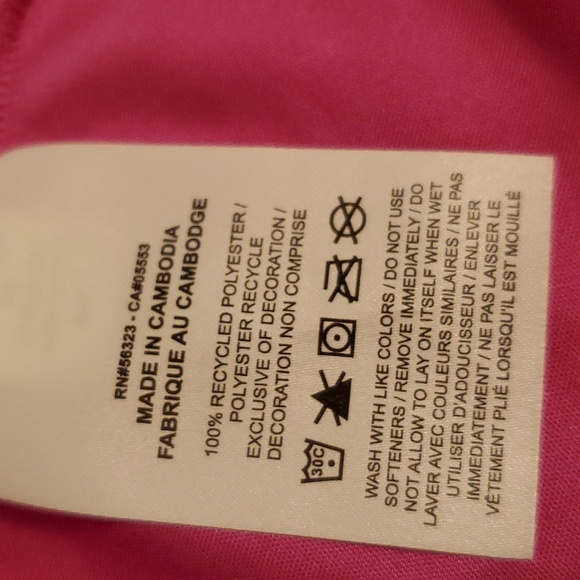 RN#56323 - CA#05553
MADE IN CAMBODIA
FABRIQUE AU CAMBODGE
100% RECYCLED POLYESTER /
POLYESTER RECYCLE
EXCLUSIVE OF DECORATION /
DECORATION NON COMPRISE
30C
WASH WITH LIKE COLORS / DO NOT USE
SOFTENERS / REMOVE IMMEDIATELY / DO
NOT ALLOW TO LAY ON ITSELF WHEN WET
LAVER AVEC COULEURS SIMILAIRES / NE PAS
UTILISER D'ADOUCISSEUR / ENLEVER
IMMEDIATEMENT / NE PAS LAISSER LE
VÊTEMENT PLIÉ LORSQU'IL EST MOUILLÉ